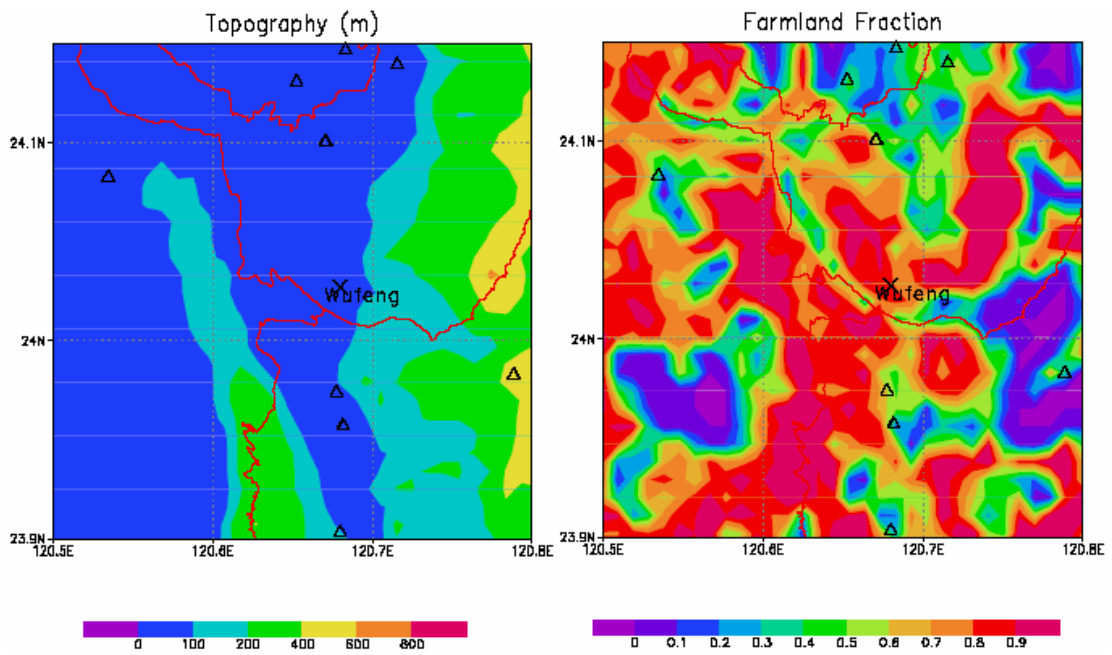 Topography (m)
Farmland Fraction
24.1N
24.1N
Wufeng
Wufeng
24N
24N
23.9N
23.9N
120.5E 120.6E 120.7E 120.8E
120.5E 120.6E 120.7E 120.8E
0 100 200 400 600 800
0 0.1 0.2 0.3 0.4 0.5 0.6 0.7 0.8 0.9